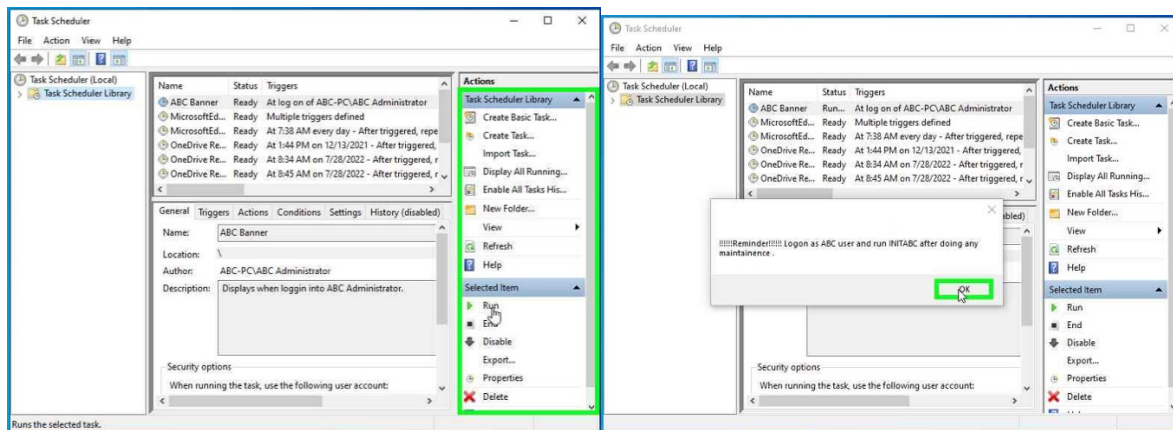 Task Scheduler
File Action View Help
Task Scheduler (Local)
Task Scheduler Library
Name Status Triggers
ABC Banner Ready At log on of ABC-PC\ABC Administrator
MicrosoftEd... Ready Multiple triggers defined
MicrosoftEd... Ready At 7:38 AM every day - After triggered, repe
OneDrive Re... Ready At 1:44 PM on 12/13/2021 - After triggered,
OneDrive Re... Ready At 8:34 AM on 7/28/2022 - After triggered, r
OneDrive Re... Ready At 8:45 AM on 7/28/2022 - After triggered, r
General Triggers Actions Conditions Settings History (disabled)
Name: ABC Banner
Location: \
Author: ABC-PC\ABC Administrator
Description: Displays when loggin into ABC Administrator.
Security options
When running the task, use the following user account:
Actions
Task Scheduler Library
Create Basic Task...
Create Task...
Import Task...
Display All Running...
Enable All Tasks His...
New Folder...
View
Refresh
Help
Selected Item
Run
End
Disable
Export...
Properties
Delete
Runs the selected task.
Task Scheduler
File Action View Help
Task Scheduler (Local)
Task Scheduler Library
Name Status Triggers
ABC Banner Run... At log on of ABC-PC\ABC Administrator
MicrosoftEd... Ready Multiple triggers defined
MicrosoftEd... Ready At 7:38 AM every day - After triggered, repe
OneDrive Re... Ready At 1:44 PM on 12/13/2021 - After triggered,
OneDrive Re... Ready At 8:34 AM on 7/28/2022 - After triggered, r
OneDrive Re... Ready At 8:45 AM on 7/28/2022 - After triggered, r
bled)
!!!!!Reminder!!!!! Logon as ABC user and run INITABC after doing any
maintainence .
OK
Security options
When running the task, use the following user account:
Actions
Task Scheduler Library
Create Basic Task...
Create Task...
Import Task...
Display All Running...
Enable All Tasks His...
New Folder...
View
Refresh
Help
Selected Item
Run
End
Disable
Export...
Properties
Delete